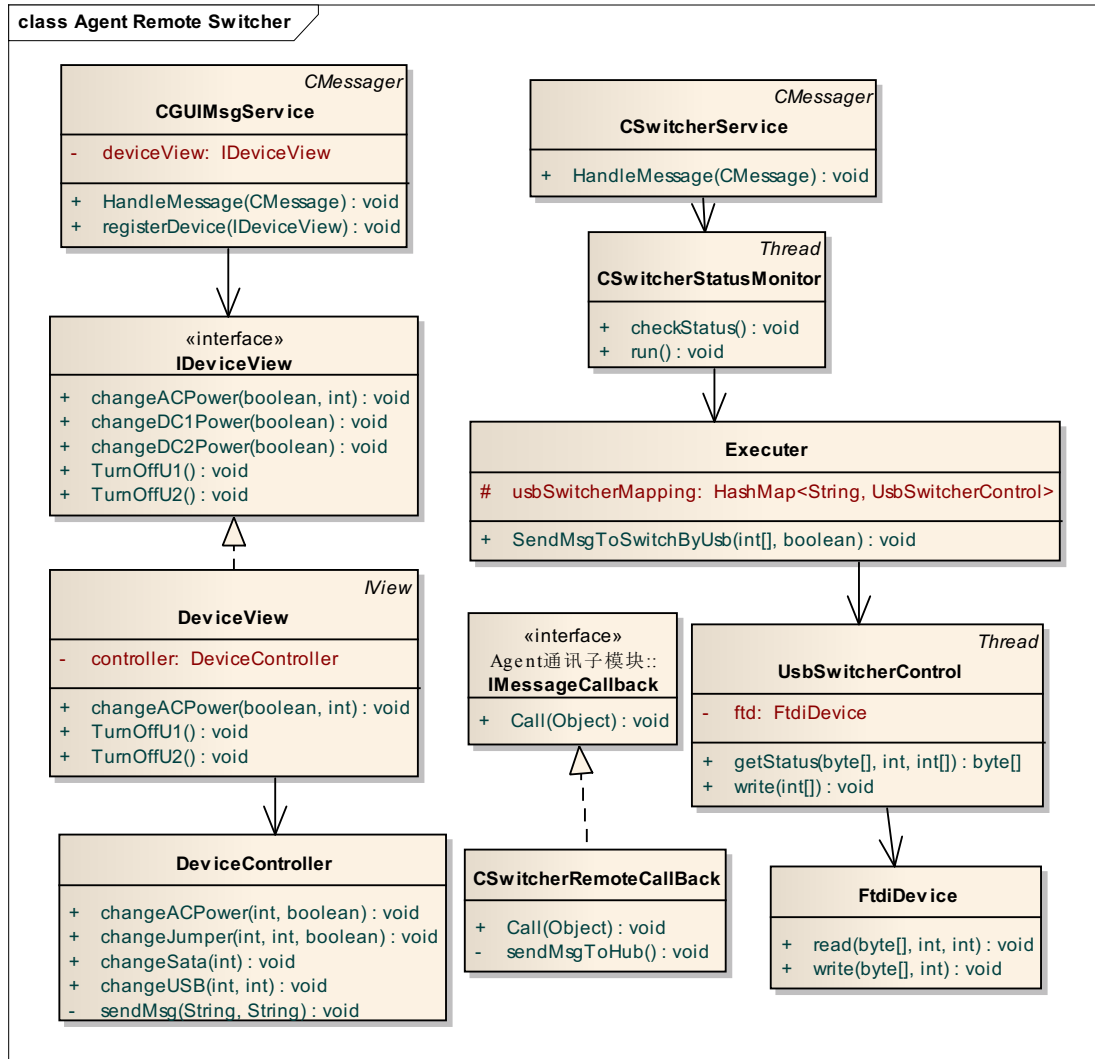 class Agent Remote Switcher
CMessager
CGUIMsgService
- deviceView: IDeviceView
+ HandleMessage(CMessage) : void
+ registerDevice(IDeviceView) : void
«interface»
IDeviceView
+ changeACPower(boolean, int) : void
+ changeDC1Power(boolean) : void
+ changeDC2Power(boolean) : void
+ TurnOffU1() : void
+ TurnOffU2() : void
IView
DeviceView
- controller: DeviceController
+ changeACPower(boolean, int) : void
+ TurnOffU1() : void
+ TurnOffU2() : void
DeviceController
+ changeACPower(int, boolean) : void
+ changeJumper(int, int, boolean) : void
+ changeSata(int) : void
+ changeUSB(int, int) : void
- sendMsg(String, String) : void
CMessager
CSwitcherService
+ HandleMessage(CMessage) : void
Thread
CSwitcherStatusMonitor
+ checkStatus() : void
+ run() : void
Executer
# usbSwitcherMapping: HashMap<String, UsbSwitcherControl>
+ SendMsgToSwitchByUsb(int[], boolean) : void
«interface»
Agent通讯子模块::
IMessageCallback
+ Call(Object) : void
CSwitcherRemoteCallBack
+ Call(Object) : void
- sendMsgToHub() : void
Thread
UsbSwitcherControl
- ftd: FtdiDevice
+ getStatus(byte[], int, int[]) : byte[]
+ write(int[]) : void
FtdiDevice
+ read(byte[], int, int) : void
+ write(byte[], int) : void